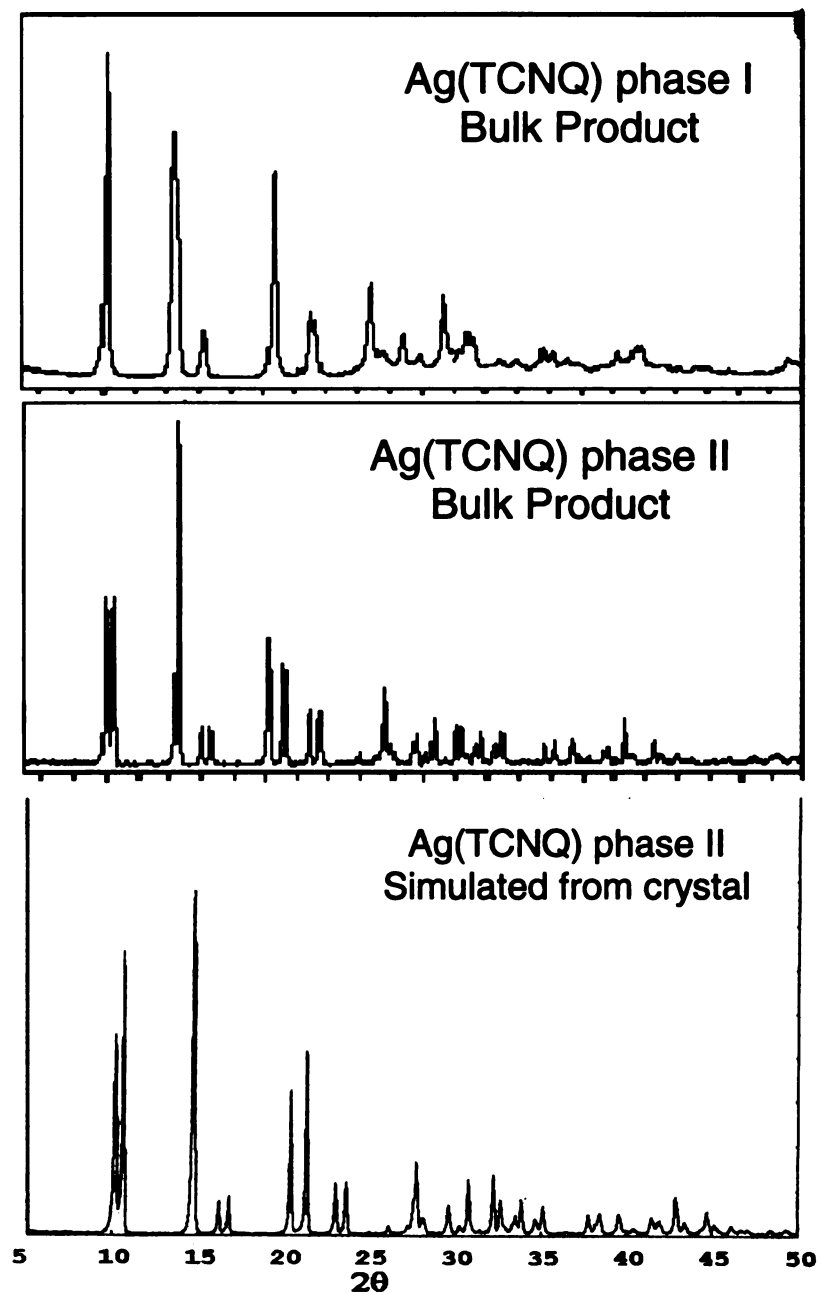 Ag(TCNQ) phase I
Bulk Product
Ag(TCNQ) phase II
Bulk Product
Ag(TCNQ) phase II
Simulated from crystal
5 10 15 20 25 30 35 40 45 50
2θ